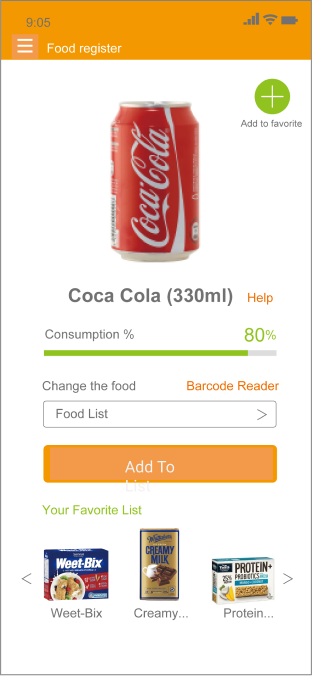 9:05
Food register
Add to favorite
Coca-Cola
Coca Cola (330ml)
Help
Consumption %
80%
Change the food
Barcode Reader
Food List
Add To
List
Your Favorite List
Weet-Bix
Whittaker's
CREAMY
MILK
PROTEIN+
PROBIOTICS
Weet-Bix
Creamy...
Protein...